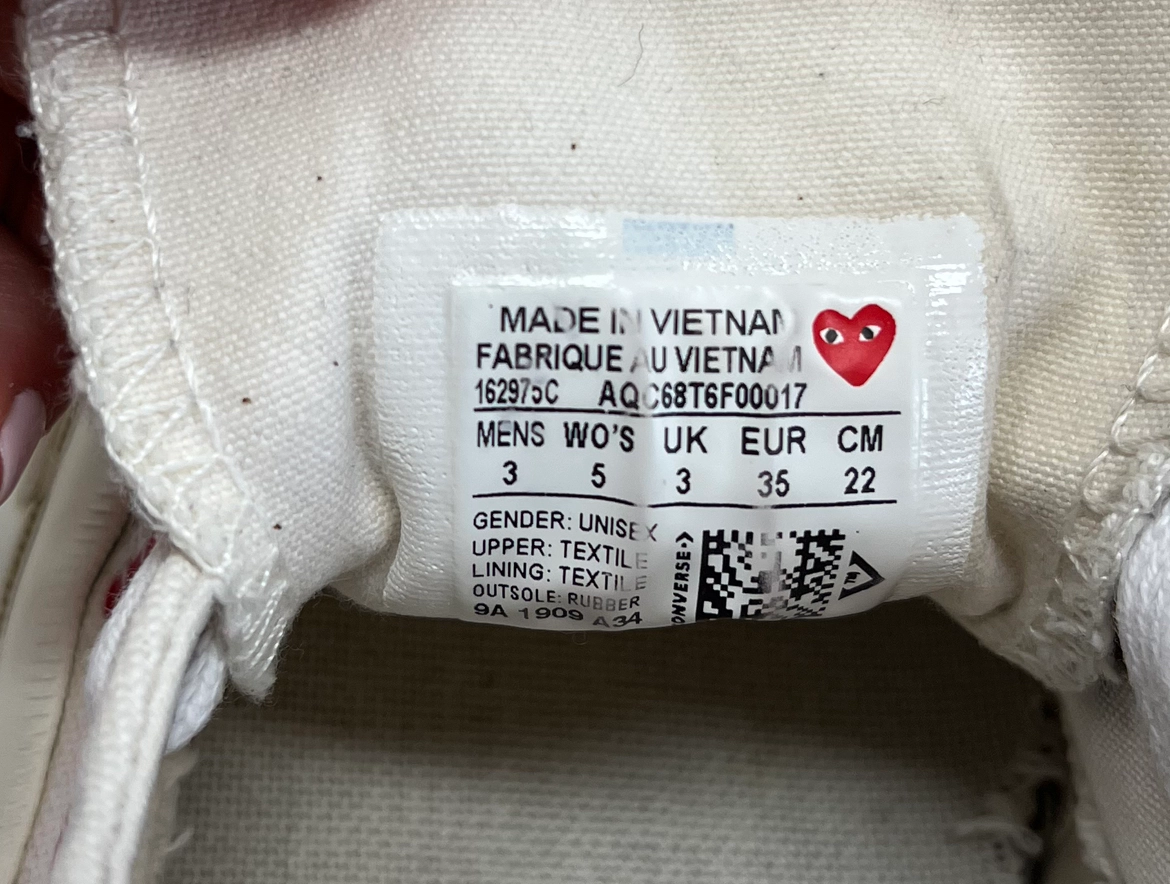 MADE IN VIETNAM
FABRIQUE AU VIETNAM
162975C AQC68T6F00017
MENS WO'S UK EUR CM
3 5 3 35 22
GENDER: UNISEX
UPPER: TEXTILE
LINING: TEXTILE
OUTSOLE: RUBBER
9A 1909 A34
CONVERSE